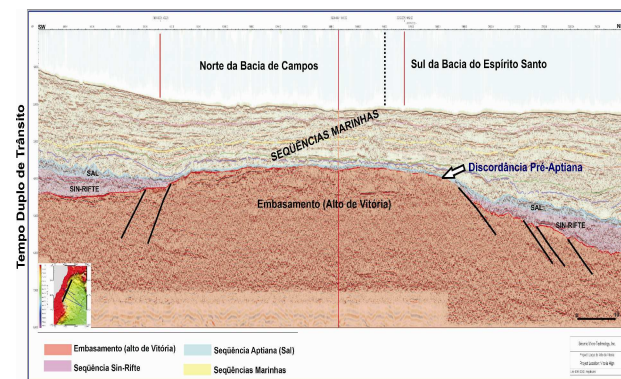 SW
N
Norte da Bacia de Campos
Sul da Bacia do Espírito Santo
SEQÜÊNCIAS MARINHAS
Discordância Pré-Aptiana
SAL
SIN-RIFTE
Embasamento (Alto de Vitória)
SAL
SIN-RIFTE
Tempo Duplo de Trânsito
Embasamento (alto de Vitória)
Seqüência Aptiana (Sal)
Seqüência Sin-Rifte
Seqüências Marinhas